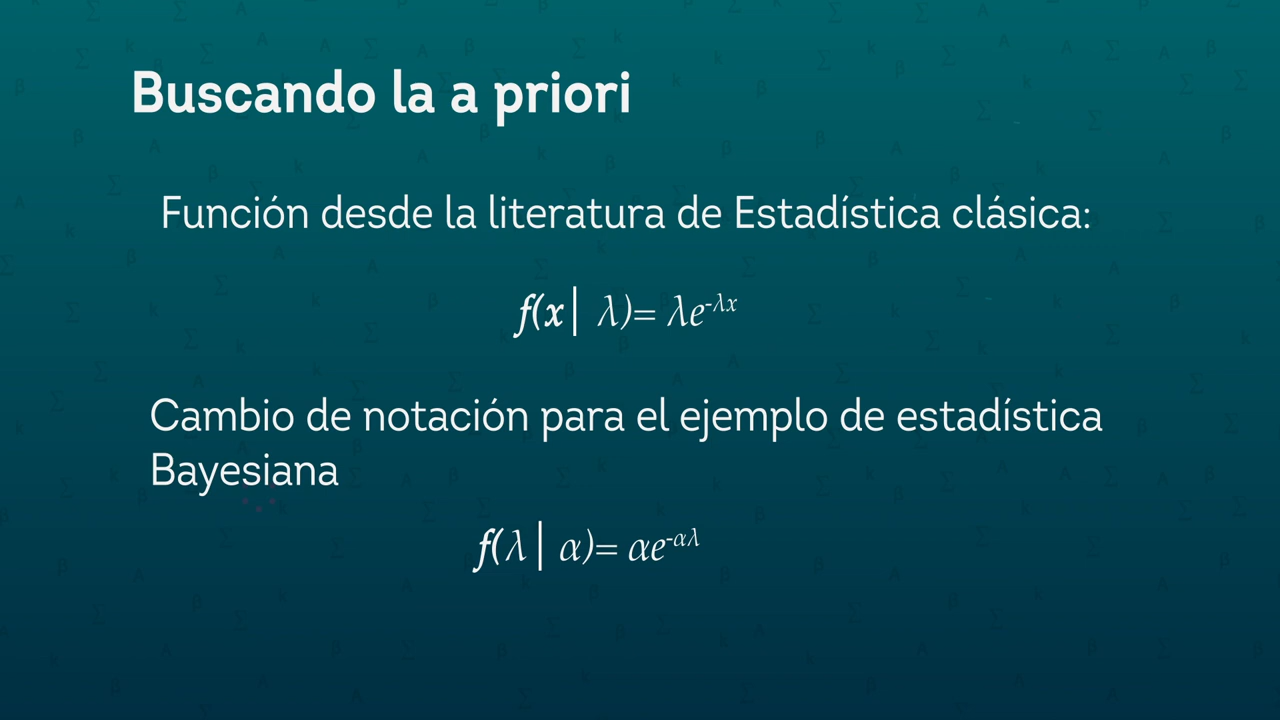 Buscando la a priori
Función desde la literatura de Estadística clásica:
f(x| λ)= λe^-λx
Cambio de notación para el ejemplo de estadística
Bayesiana
f(λ| α)= αe^-αλ